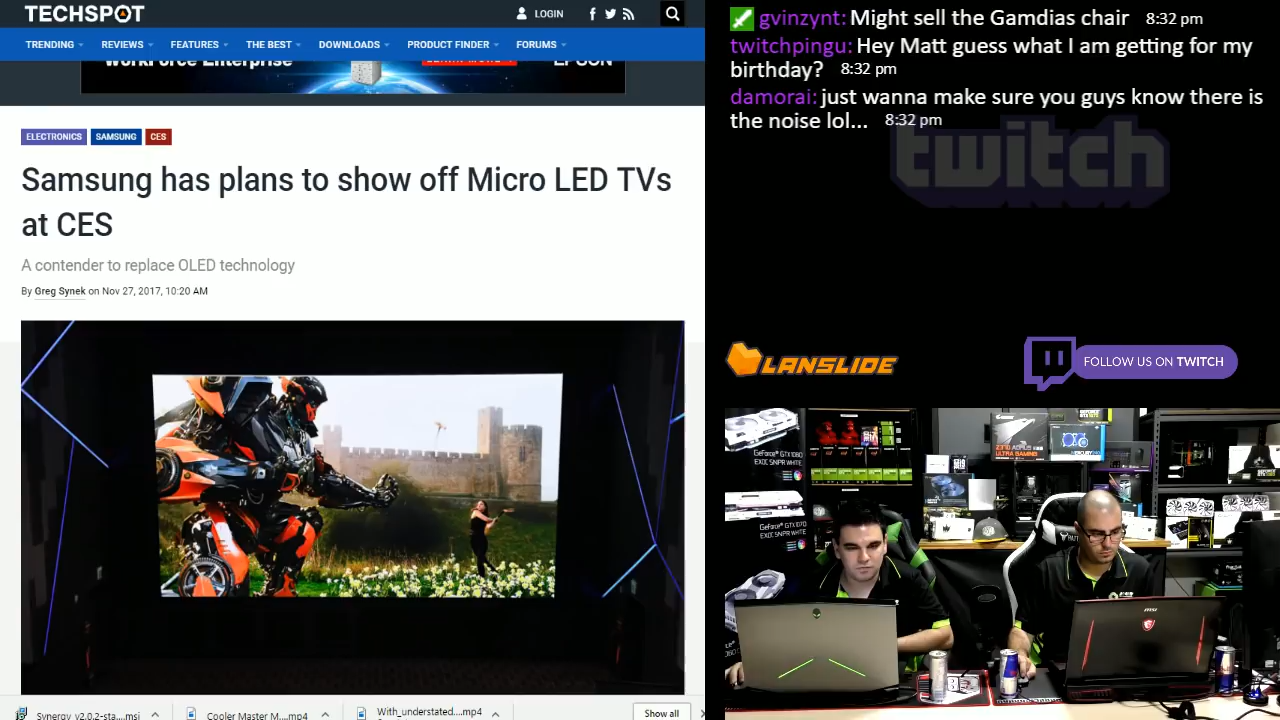 TECHSPOT
LOGIN
TRENDING REVIEWS FEATURES THE BEST DOWNLOADS PRODUCT FINDER FORUMS
WorkForce Enterprise
EPSON
ELECTRONICS SAMSUNG CES
Samsung has plans to show off Micro LED TVs
at CES
A contender to replace OLED technology
By Greg Synek on Nov 27, 2017, 10:20 AM
Synergy_v2.0.2-sta....msi
Cooler Master M....mp4
With_understated....mp4
Show all
gvinzynt: Might sell the Gamdias chair 8:32 pm
twitchpingu: Hey Matt guess what I am getting for my
birthday? 8:32 pm
damorai: just wanna make sure you guys know there is
the noise lol... 8:32 pm
twitch
LANSLIDE
FOLLOW US ON TWITCH
GeForce GTX 1080
EXOC SNPR WHITE
GeForce GTX 1070
EXOC SNPR WHITE
Z370 AORUS
ULTRA GAMING
msi